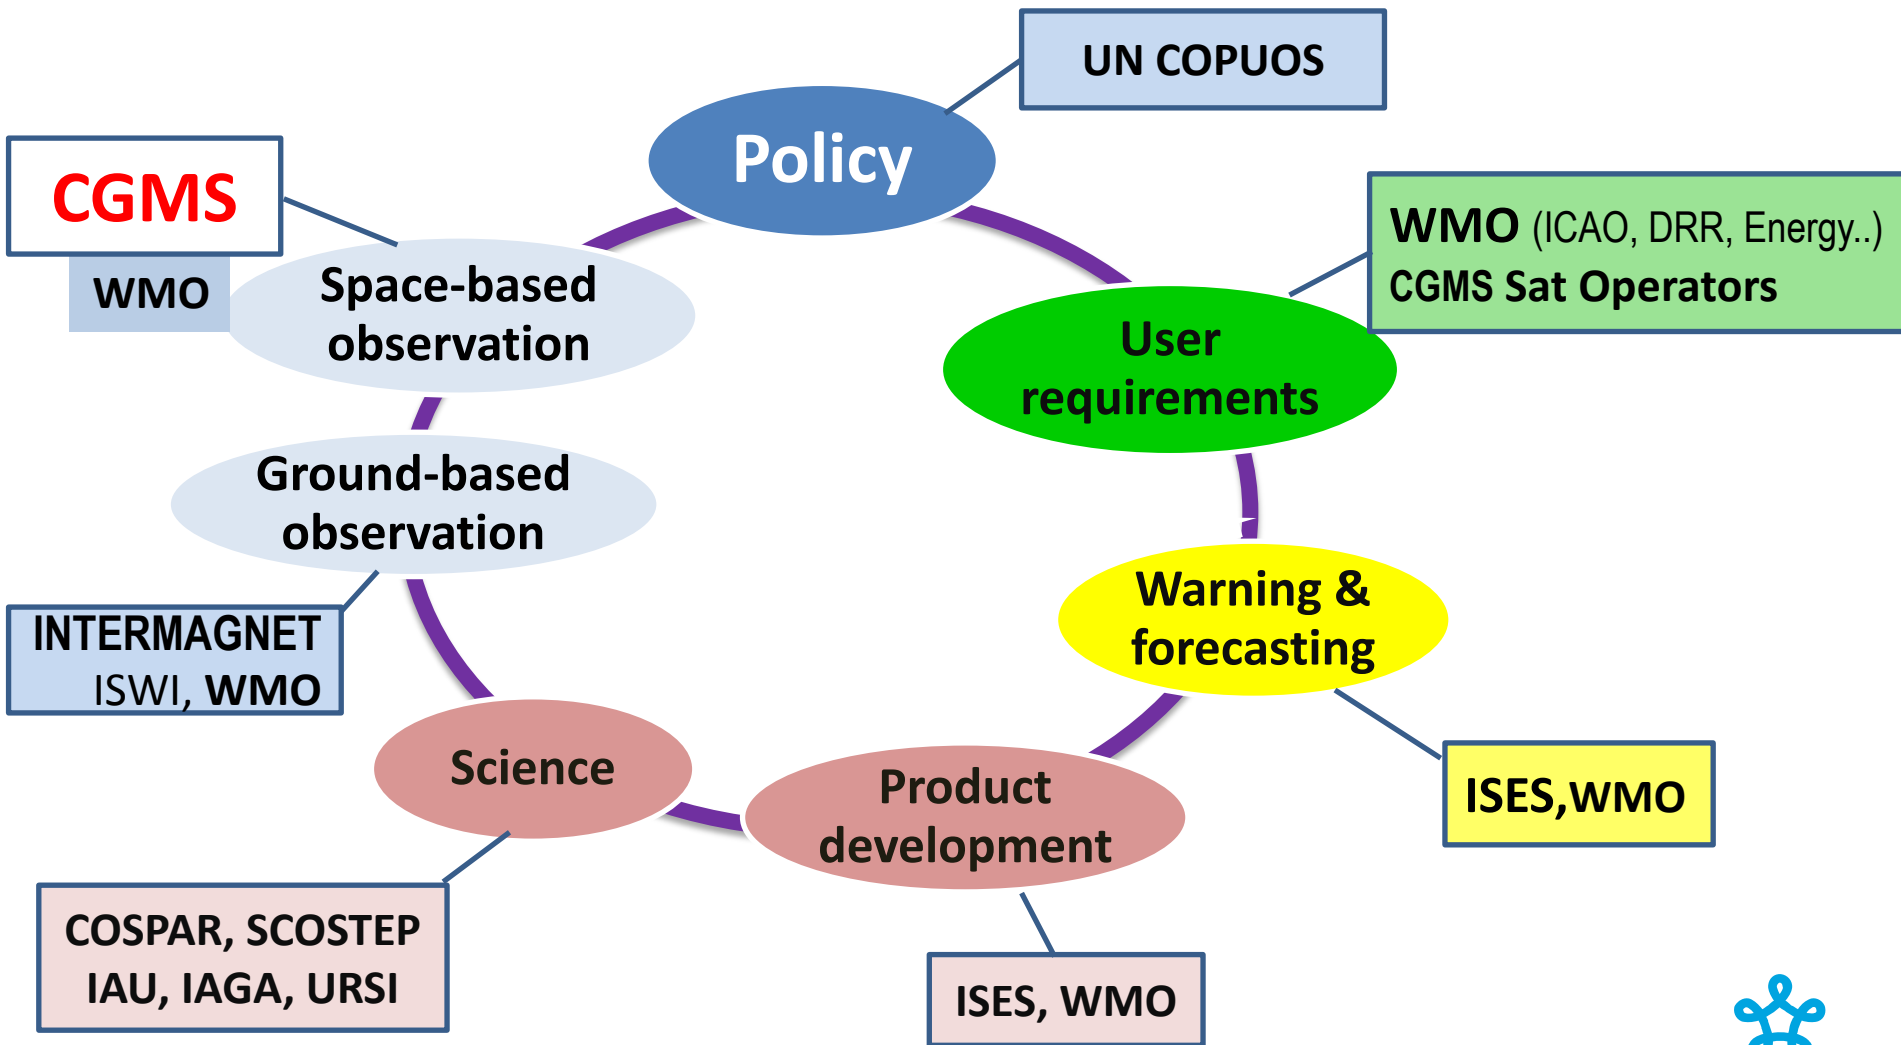 UN COPUOS
Policy
CGMS
WMO
Space-based
observation
WMO (ICAO, DRR, Energy..)
CGMS Sat Operators
User
requirements
Ground-based
observation
INTERMAGNET
ISWI, WMO
Warning &
forecasting
ISES,WMO
Science
Product
development
COSPAR, SCOSTEP
IAU, IAGA, URSI
ISES, WMO